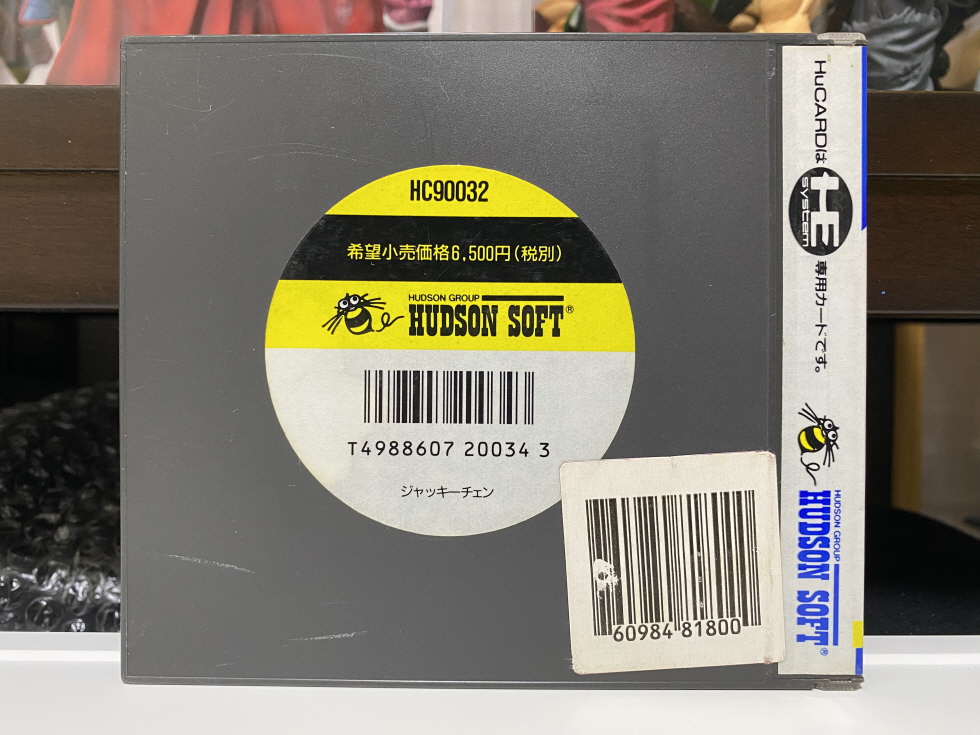 HC90032
希望小売価格6,500円(税別)
HUDSON GROUP
HUDSON SOFT®
T4988607 20034 3
ジャッキーチェン
60984 81800
HuCARDは
HE
system
専用カードです。
HUDSON GROUP
HUDSON SOFT®